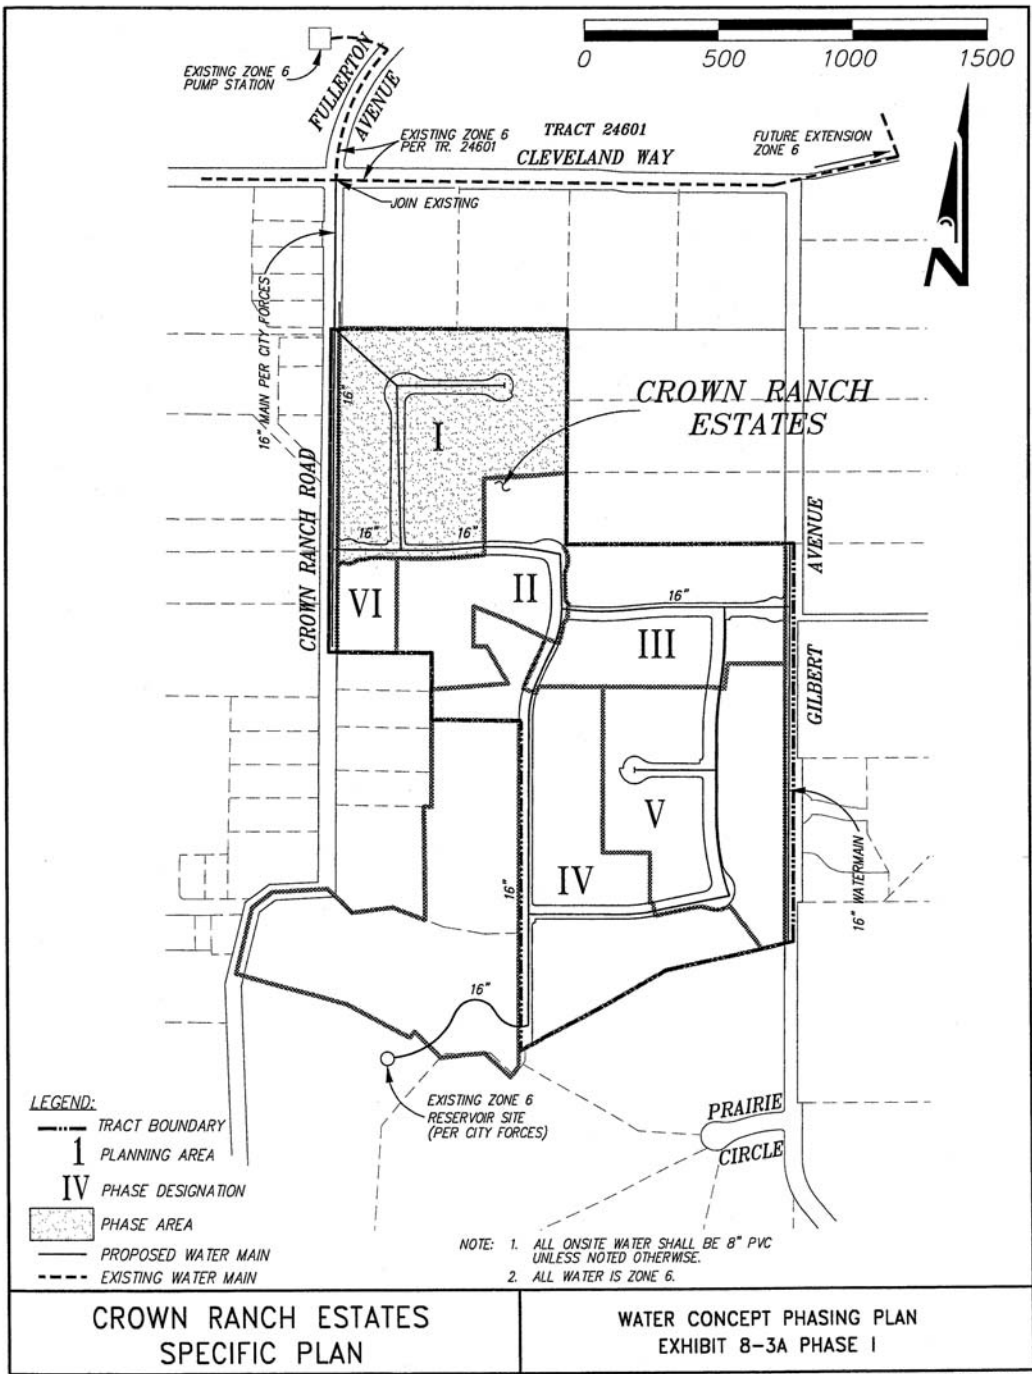 0 500 1000 1500
EXISTING ZONE 6
PUMP STATION
FULLERTON
AVENUE
EXISTING ZONE 6
PER TR. 24601
TRACT 24601
CLEVELAND WAY
FUTURE EXTENSION
ZONE 6
JOIN EXISTING
N
16" MAIN PER CITY FORCES
16"
CROWN RANCH
ESTATES
I
CROWN RANCH ROAD
16"
16"
AVENUE
VI
II
16"
III
GILBERT
V
IV
16"
16" WATERMAIN
16"
EXISTING ZONE 6
RESERVOIR SITE
(PER CITY FORCES)
PRAIRIE
CIRCLE
LEGEND:
TRACT BOUNDARY
1 PLANNING AREA
IV PHASE DESIGNATION
PHASE AREA
PROPOSED WATER MAIN
EXISTING WATER MAIN
NOTE: 1. ALL ONSITE WATER SHALL BE 8" PVC
UNLESS NOTED OTHERWISE.
2. ALL WATER IS ZONE 6.
CROWN RANCH ESTATES
SPECIFIC PLAN
WATER CONCEPT PHASING PLAN
EXHIBIT 8-3A PHASE I